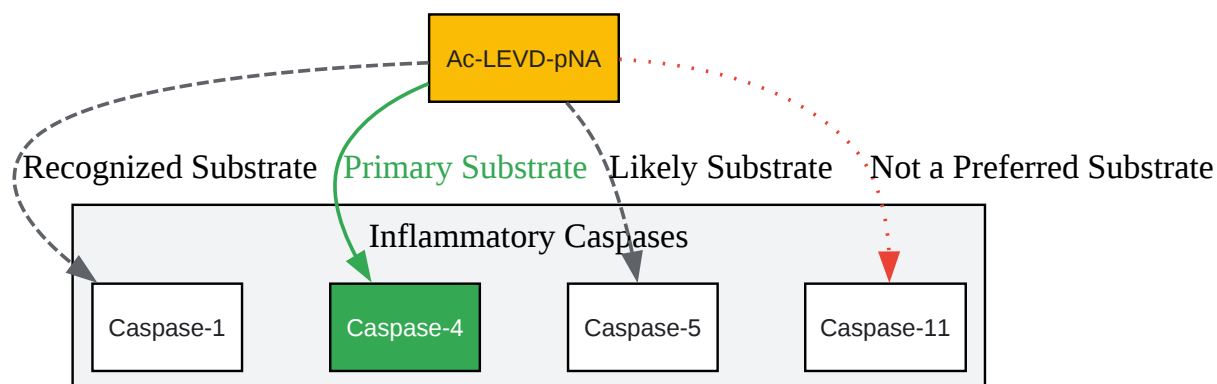 Ac-LEVD-pNA
Recognized Substrate
Primary Substrate
Likely Substrate
Not a Preferred Substrate
Inflammatory Caspases
Caspase-1
Caspase-4
Caspase-5
Caspase-11